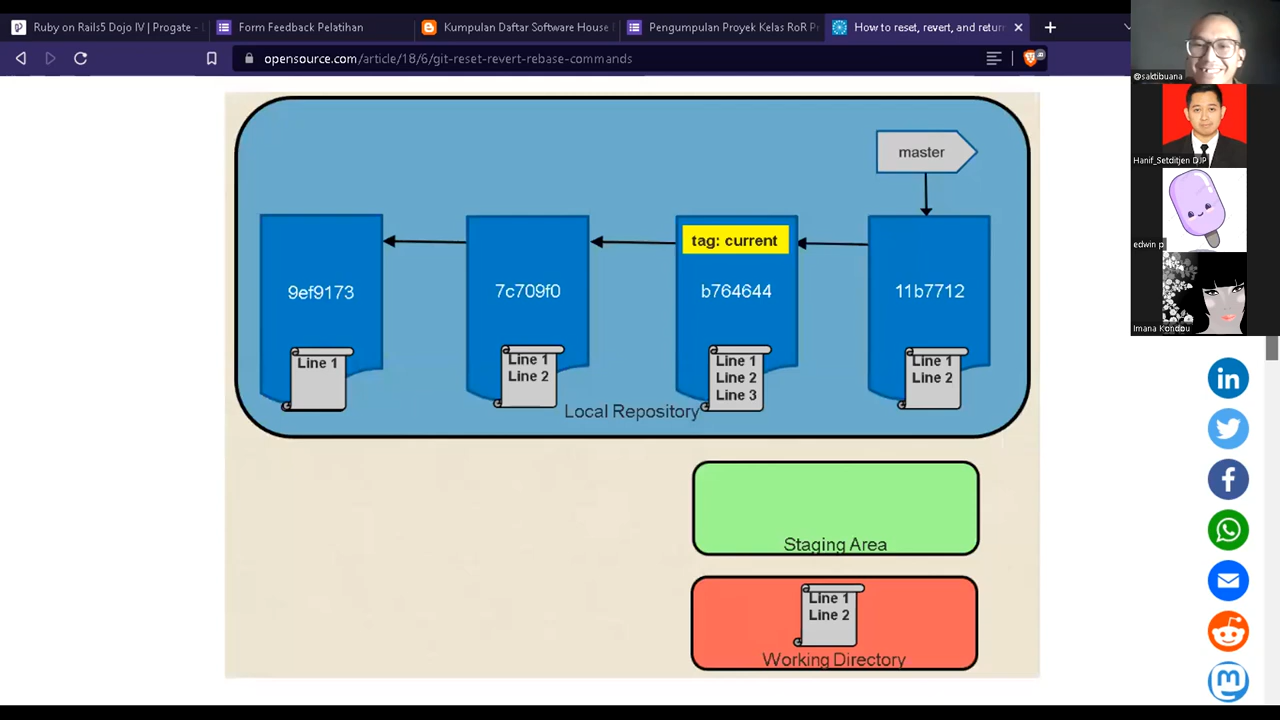 Ruby on Rails5 Dojo IV | Progate -
Form Feedback Pelatihan
Kumpulan Daftar Software House
Pengumpulan Proyek Kelas RoR P
How to reset, revert, and return
opensource.com/article/18/6/git-reset-revert-rebase-commands
@saktibuana
Hanif_Setditjen DJP
edwin p
Imana Kondou
master
tag: current
9ef9173
7c709f0
b764644
11b7712
Line 1
Line 1
Line 2
Line 1
Line 2
Line 3
Line 1
Line 2
Local Repository
Staging Area
Line 1
Line 2
Working Directory
in